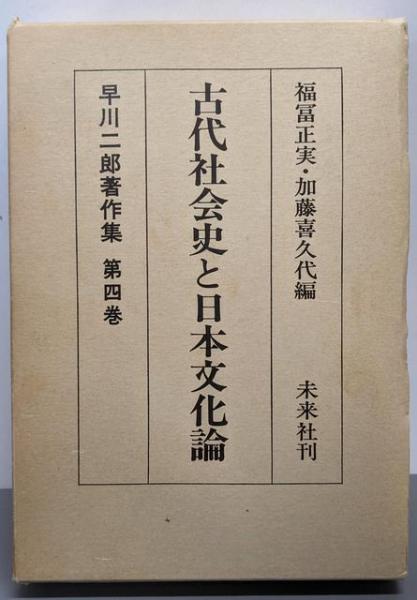 福冨正実・加藤喜久代編　未来社刊
古代社会史と日本文化論
早川二郎著作集　第四巻